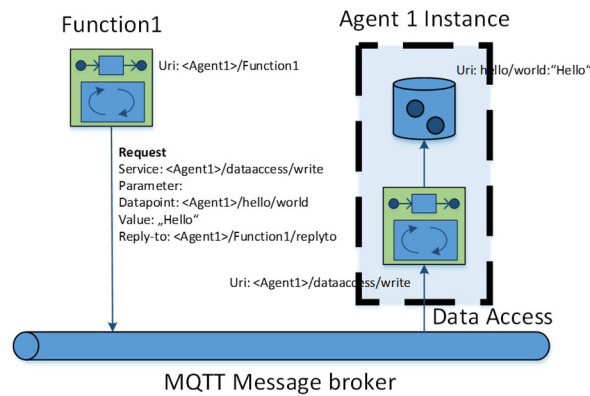 Function1
Agent 1 Instance
Uri: <Agent1>/Function1
Uri: hello/world:“Hello“
Request
Service: <Agent1>/dataaccess/write
Parameter:
Datapoint: <Agent1>/hello/world
Value: „Hello“
Reply-to: <Agent1>/Function1/replyto
Uri: <Agent1>/dataaccess/write
Data Access
MQTT Message broker